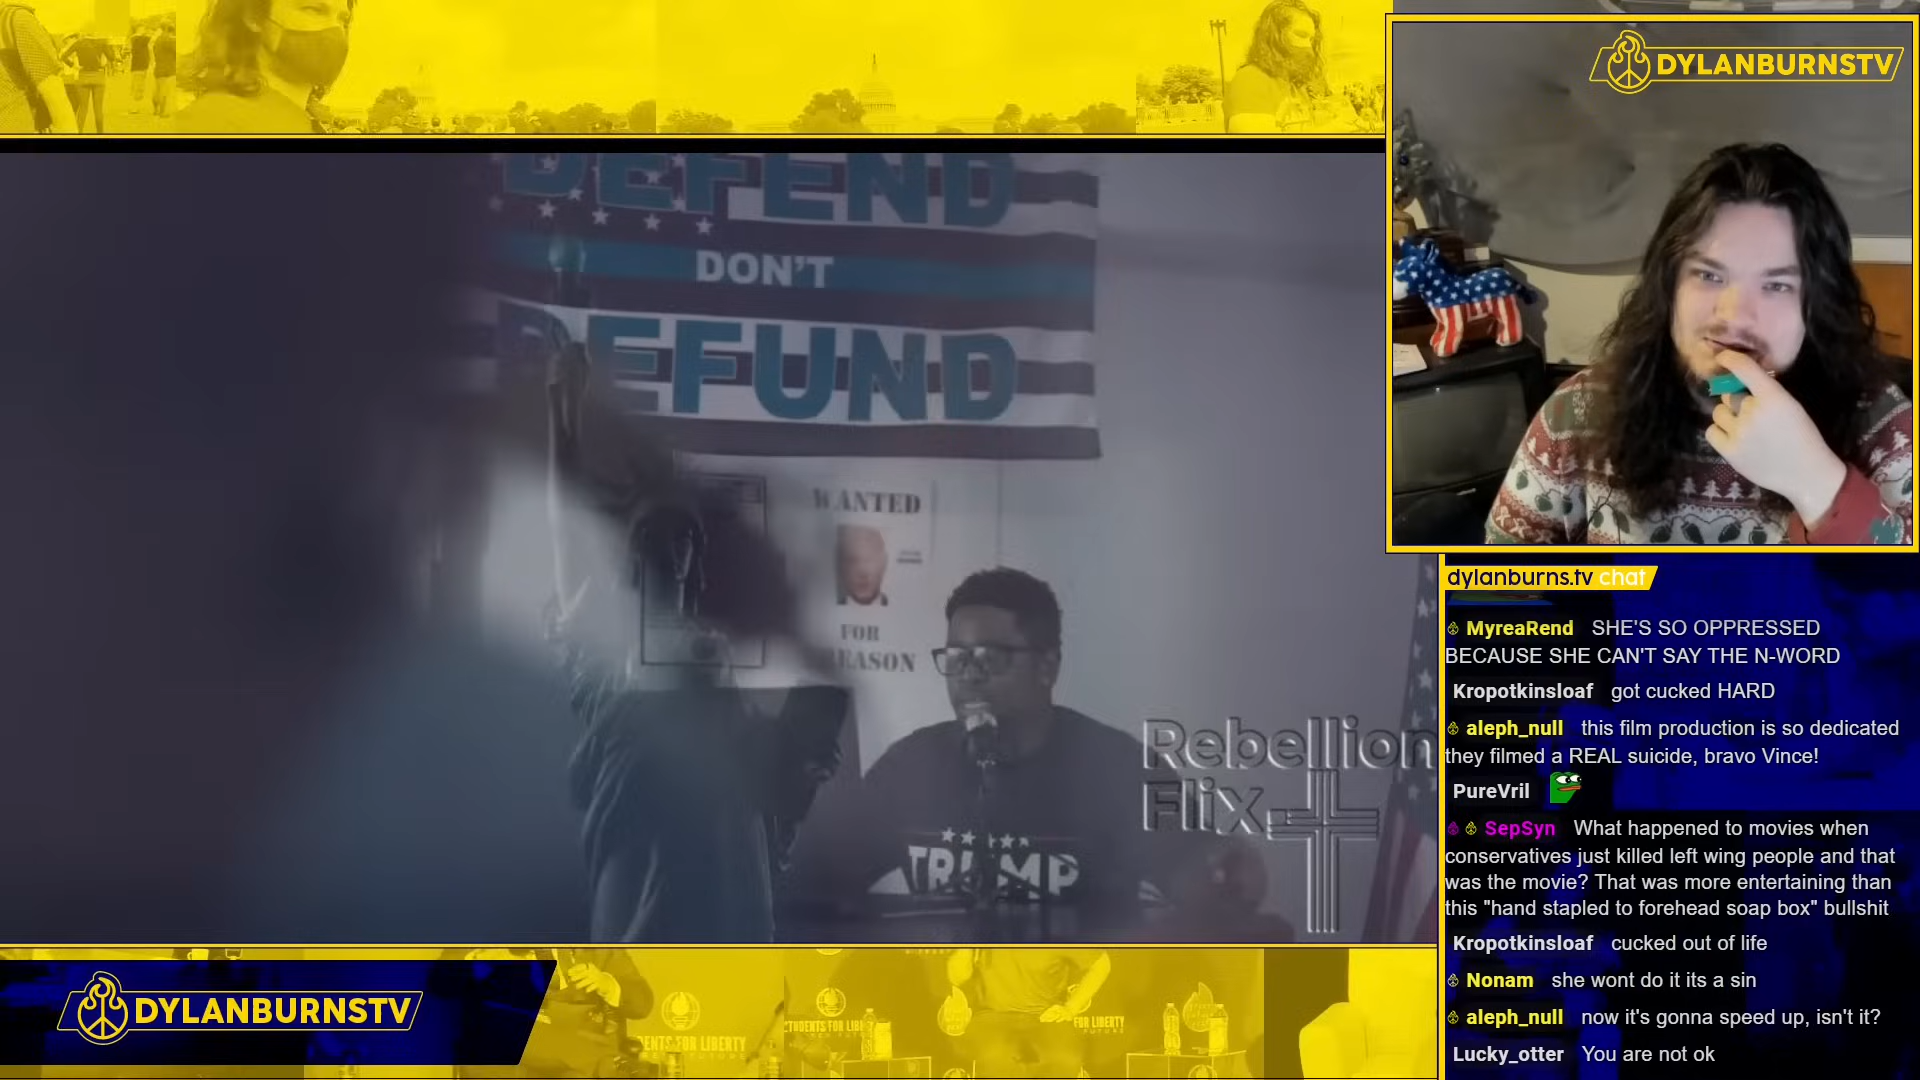 DYLANBURNSTV
DEFEND
DON'T
DEFUND
WANTED
FOR
Rebellion
Flix
TRUMP
dylanburns.tv chat
MyreaRend SHE'S SO OPPRESSED
BECAUSE SHE CAN'T SAY THE N-WORD
Kropotkinsloaf got cucked HARD
aleph_null this film production is so dedicated
they filmed a REAL suicide, bravo Vince!
PureVril
SepSyn What happened to movies when
conservatives just killed left wing people and that
was the movie? That was more entertaining than
this "hand stapled to forehead soap box" bullshit
Kropotkinsloaf cucked out of life
Nonam she wont do it its a sin
aleph_null now it's gonna speed up, isn't it?
Lucky_otter You are not ok
DYLANBURNSTV
FOR LIBERTY